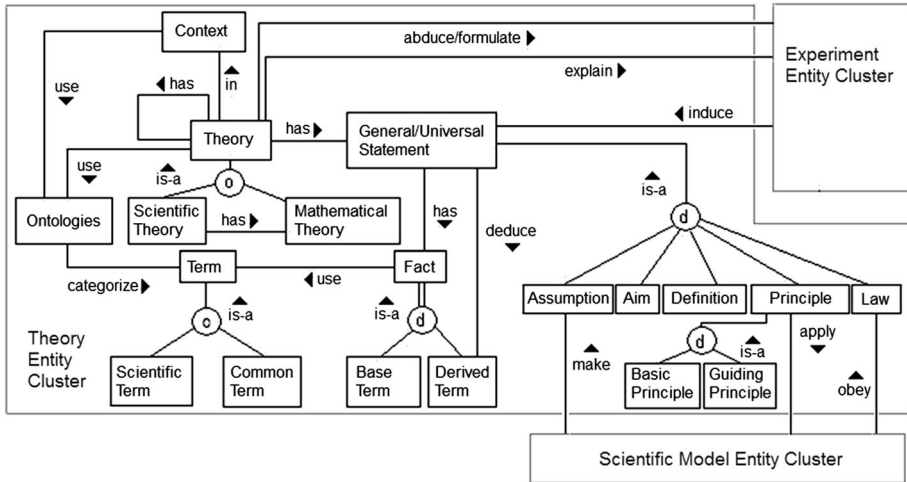 Context
abduce/formulate
Experiment
Entity Cluster
explain
has
in
use
induce
Theory
has
General/Universal
Statement
use
is-a
o
is-a
Ontologies
Scientific
Theory
has
Mathematical
Theory
has
deduce
d
Term
Fact
categorize
use
Assumption
Aim
Definition
Principle
Law
is-a
o
is-a
d
Theory
Entity
Cluster
d
is-a
apply
make
Scientific
Term
Common
Term
Base
Term
Derived
Term
Basic
Principle
Guiding
Principle
obey
Scientific Model Entity Cluster